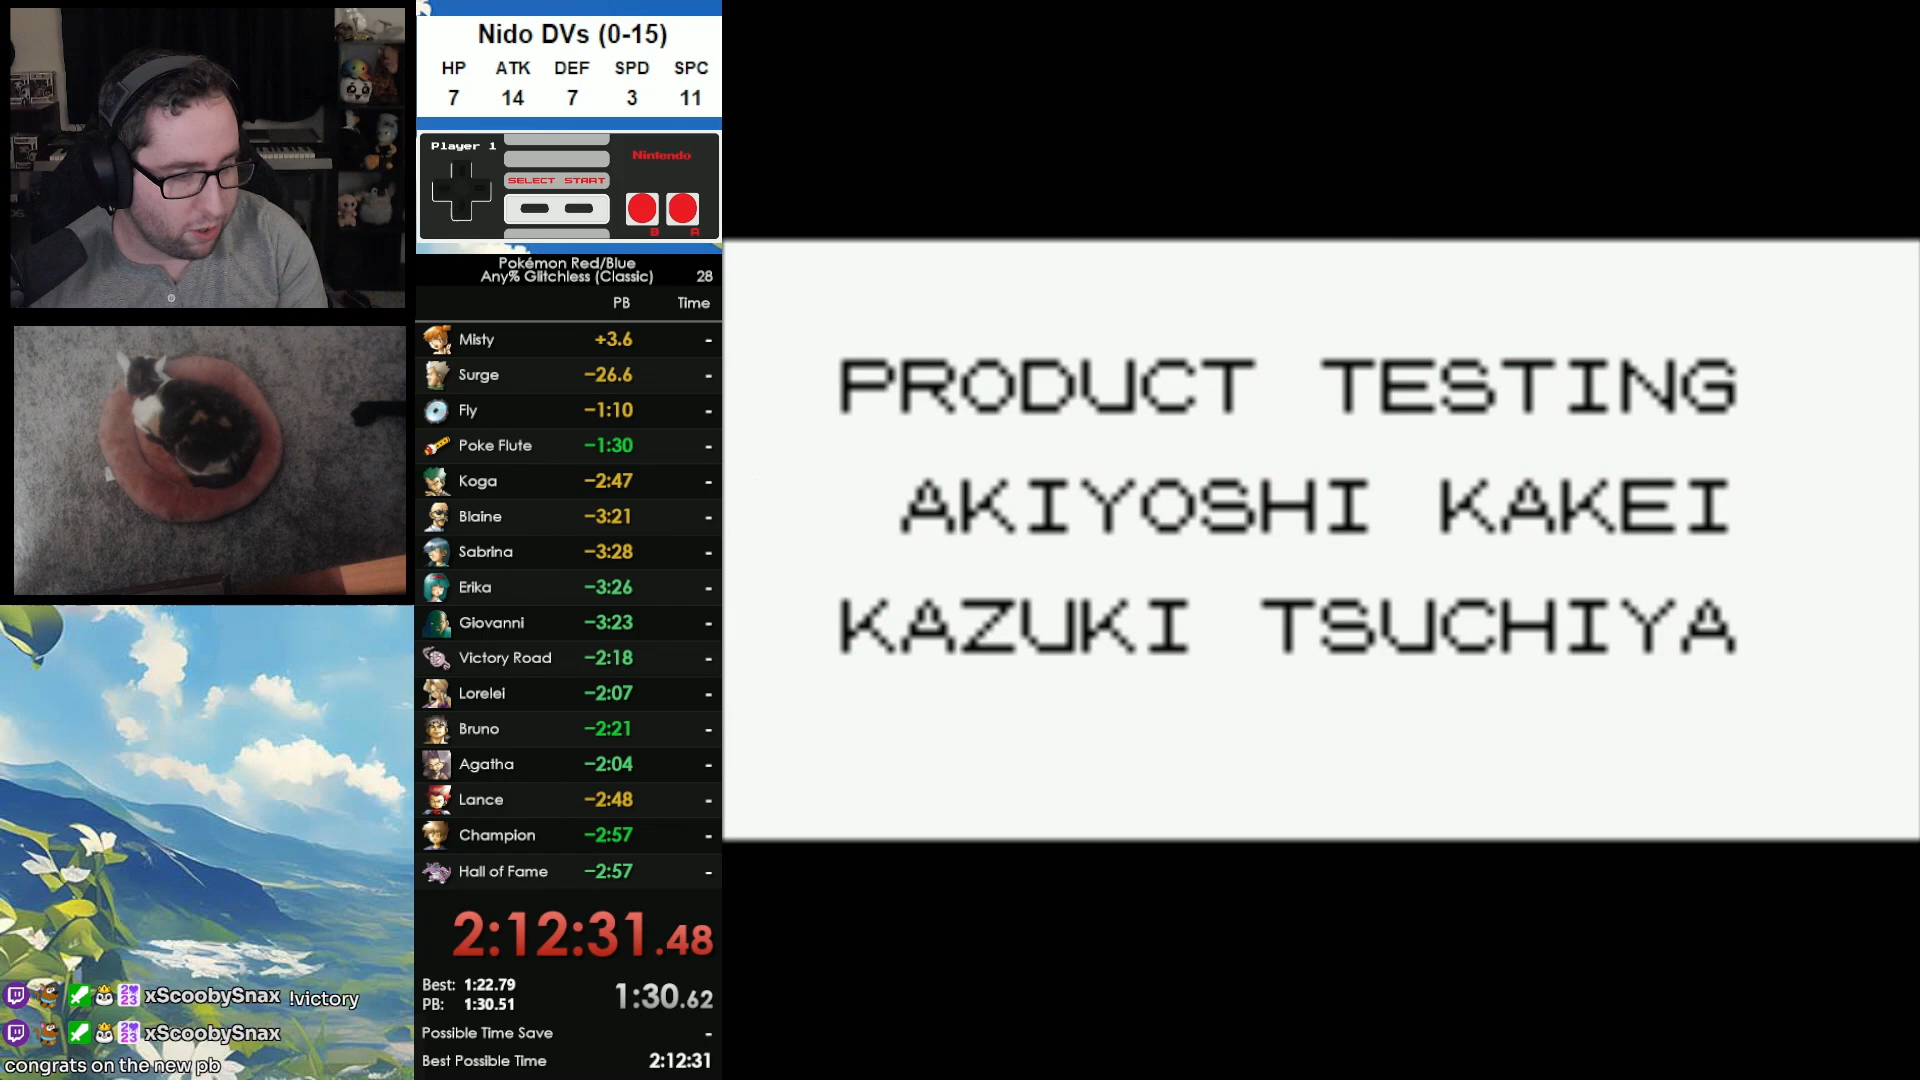 Nido DVs (0-15)
HP ATK DEF SPD SPC
7 14 7 3 11
Player 1
Nintendo
SELECT START
B A
Pokémon Red/Blue
Any% Glitchless (Classic) 28
PB Time
Misty +3.6 -
Surge −26.6 -
Fly −1:10 -
Poke Flute −1:30 -
Koga −2:47 -
Blaine −3:21 -
Sabrina −3:28 -
Erika −3:26 -
Giovanni −3:23 -
Victory Road −2:18 -
Lorelei −2:07 -
Bruno −2:21 -
Agatha −2:04 -
Lance −2:48 -
Champion −2:57 -
Hall of Fame −2:57 -
2:12:31.48
Best: 1:22.79
PB: 1:30.51
1:30.62
Possible Time Save -
Best Possible Time 2:12:31
xScoobySnax !victory
xScoobySnax
congrats on the new pb
PRODUCT TESTING
AKIYOSHI KAKEI
KAZUKI TSUCHIYA